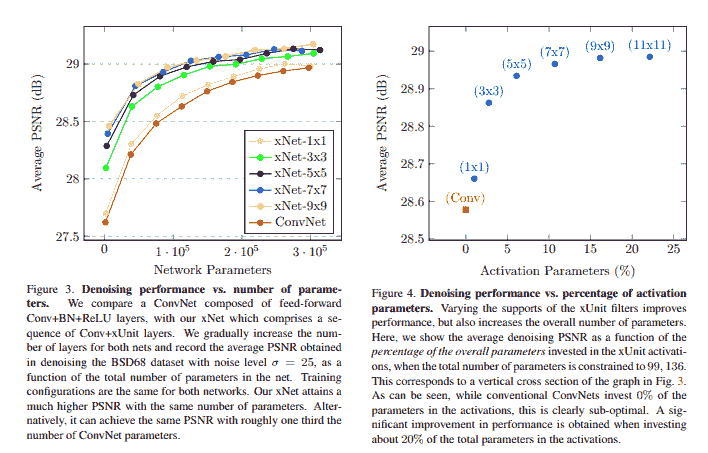 29
28.5
28
27.5
Average PSNR (dB)
xNet-1x1
xNet-3x3
xNet-5x5
xNet-7x7
xNet-9x9
ConvNet
0
1 · 10⁵
2 · 10⁵
3 · 10⁵
Network Parameters
Figure 3. Denoising performance vs. number of parame-
ters. We compare a ConvNet composed of feed-forward
Conv+BN+ReLU layers, with our xNet which comprises a se-
quence of Conv+xUnit layers. We gradually increase the num-
ber of layers for both nets and record the average PSNR obtained
in denoising the BSD68 dataset with noise level σ = 25, as a
function of the total number of parameters in the net. Training
configurations are the same for both networks. Our xNet attains a
much higher PSNR with the same number of parameters. Alter-
natively, it can achieve the same PSNR with roughly one third the
number of ConvNet parameters.
29
28.9
28.8
28.7
28.6
28.5
Average PSNR (dB)
(Conv)
(1x1)
(3x3)
(5x5)
(7x7)
(9x9)
(11x11)
0
5
10
15
20
25
Activation Parameters (%)
Figure 4. Denoising performance vs. percentage of activation
parameters. Varying the supports of the xUnit filters improves
performance, but also increases the overall number of parameters.
Here, we show the average denoising PSNR as a function of the
percentage of the overall parameters invested in the xUnit activati-
ons, when the total number of parameters is constrained to 99, 136.
This corresponds to a vertical cross section of the graph in Fig. 3.
As can be seen, while conventional ConvNets invest 0% of the
parameters in the activations, this is clearly sub-optimal. A sig-
nificant improvement in performance is obtained when investing
about 20% of the total parameters in the activations.